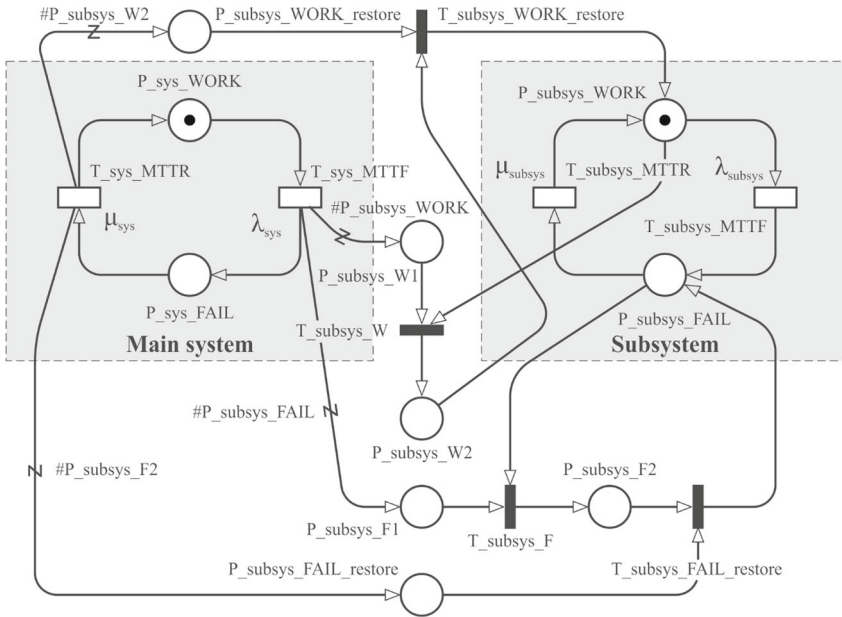 #P_subsys_W2
P_subsys_WORK_restore
T_subsys_WORK_restore
P_sys_WORK
P_subsys_WORK
T_sys_MTTR
T_sys_MTTF
μsubsys
T_subsys_MTTR
λsubsys
#P_subsys_WORK
μsys
λsys
T_subsys_MTTF
P_subsys_W1
P_sys_FAIL
P_subsys_FAIL
T_subsys_W
Main system
Subsystem
#P_subsys_FAIL
P_subsys_W2
#P_subsys_F2
P_subsys_F2
P_subsys_F1
T_subsys_F
P_subsys_FAIL_restore
T_subsys_FAIL_restore